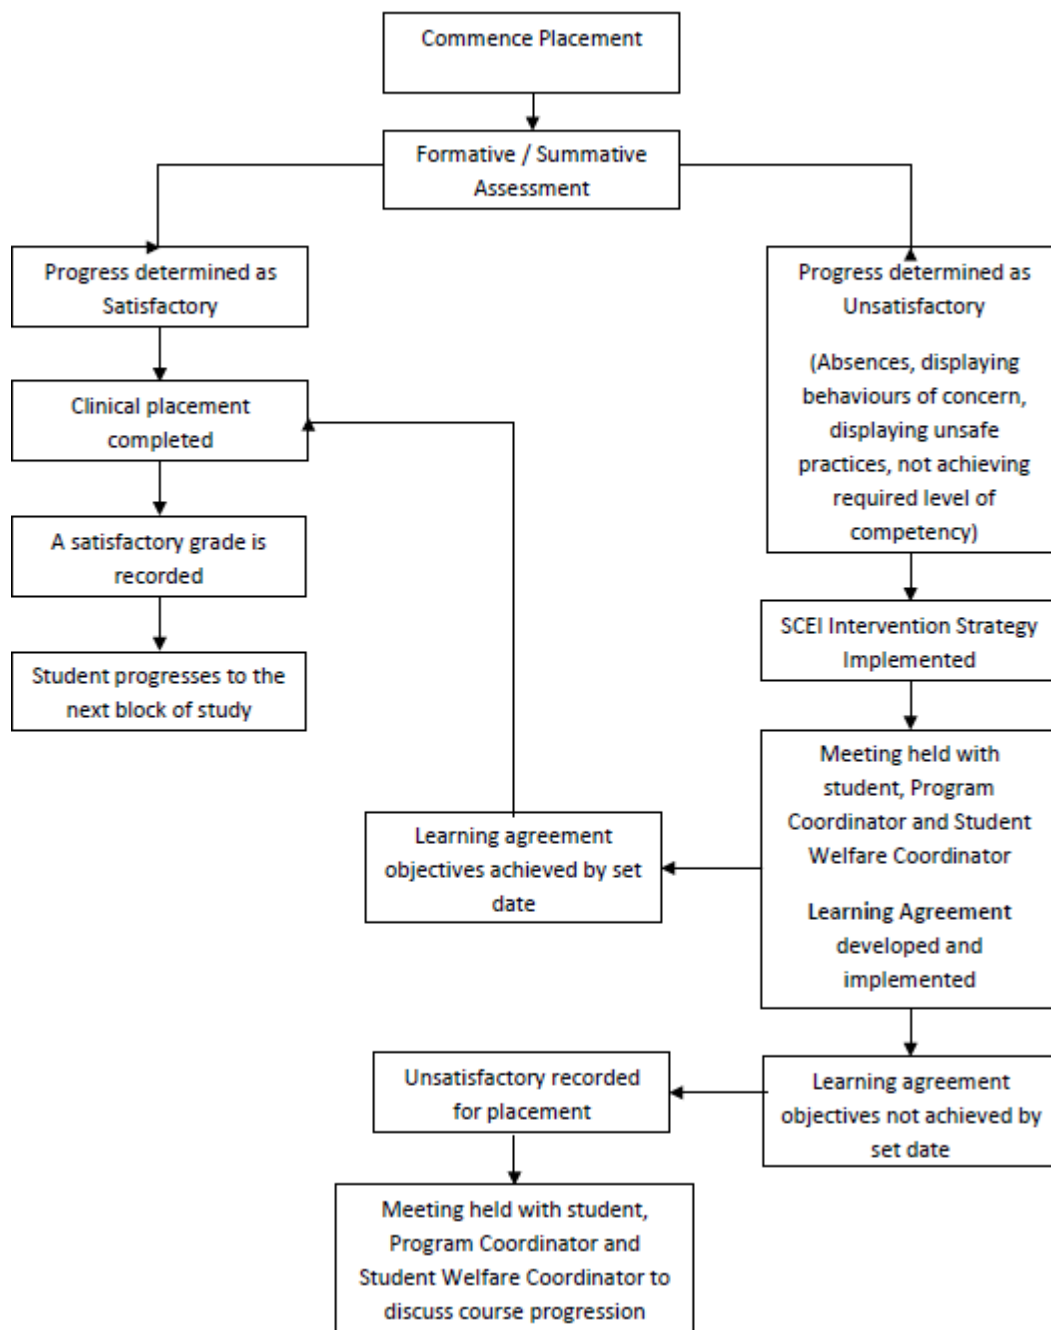 Commence Placement
Formative / Summative
Assessment
Progress determined as
Satisfactory
Clinical placement
completed
A satisfactory grade is
recorded
Student progresses to the
next block of study
Progress determined as
Unsatisfactory
(Absences, displaying
behaviours of concern,
displaying unsafe
practices, not achieving
required level of
competency)
SCEI Intervention Strategy
Implemented
Meeting held with
student, Program
Coordinator and Student
Welfare Coordinator
Learning Agreement
developed and
implemented
Learning agreement
objectives achieved by set
date
Learning agreement
objectives not achieved by
set date
Unsatisfactory recorded
for placement
Meeting held with student,
Program Coordinator and
Student Welfare Coordinator to
discuss course progression